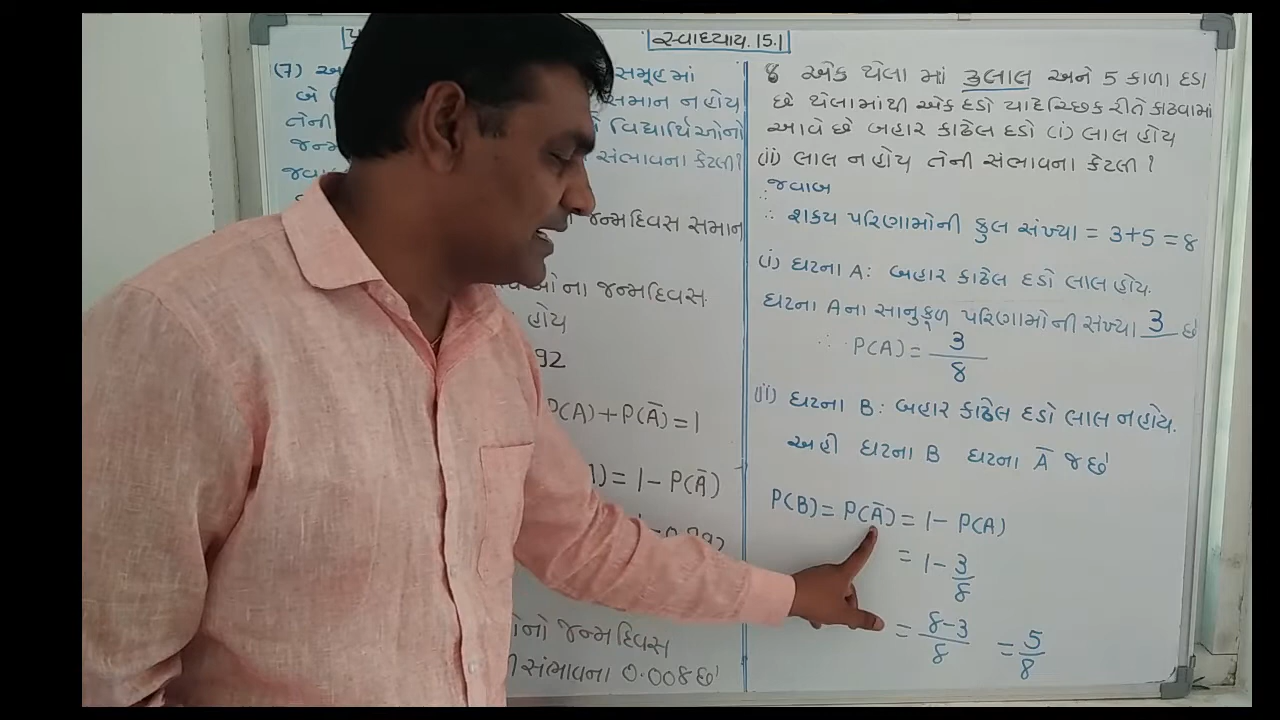 સ્વાધ્યાય.15.1
(7) અ
સમૂહમાં
બે
સમાન ન હોય
તેની
વિદ્યાર્થિઓનો
જન્મ
સંભાવના કેટલી?
જવા
જન્મદિવસ સમાન
ઓના જન્મદિવસ
હોય
92
P(A)+P(Ā)=1
)= 1- P(Ā)
નો જન્મદિવસ
સંભાવના 0.008 છે
8 એક થેલા માં 3 લાલ અને 5 કાળા દડા
છે થેલામાંથી એક દડો યાદૈચ્છિક રીતે કાઢવામાં
આવે છે બહાર કાઢેલ દડો (i) લાલ હોય
(ii) લાલ ન હોય તેની સંભાવના કેટલી?
જવાબ
∴ શક્ય પરિણામોની કુલ સંખ્યા = 3+5 =8
(i) ઘટના A: બહાર કાઢેલ દડો લાલ હોય.
ઘટના A ના સાનુકૂળ પરિણામોની સંખ્યા 3 છે
∴ P(A)= 3/8
(ii) ઘટના B: બહાર કાઢેલ દડો લાલ ન હોય.
અહી ઘટના B ઘટના Ā જ છે
P(B)= P(Ā)= 1- P(A)
= 1- 3/8
= 8-3/8 = 5/8